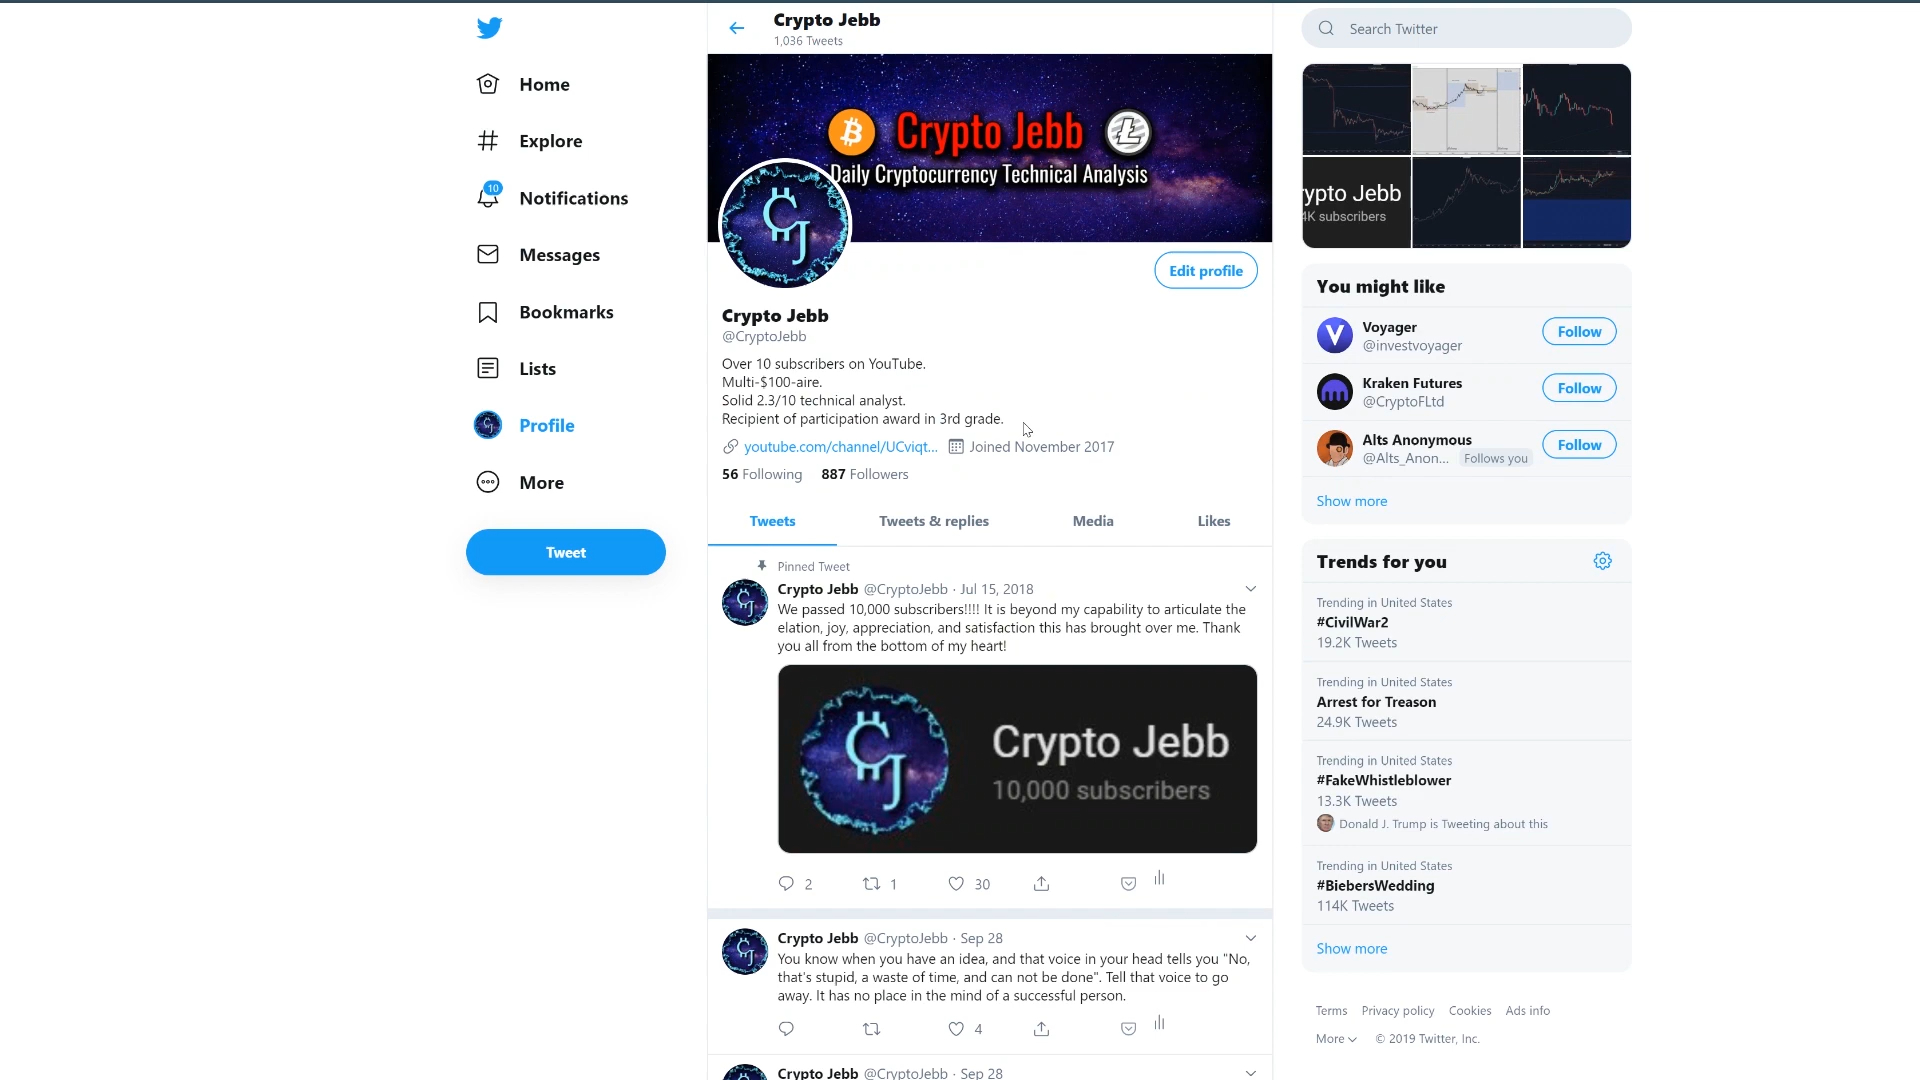 Home
Explore
10
Notifications
Messages
Bookmarks
Lists
Profile
More
Tweet
Crypto Jebb
1,036 Tweets
Crypto Jebb
Daily Cryptocurrency Technical Analysis
CJ
Edit profile
Crypto Jebb
@CryptoJebb
Over 10 subscribers on YouTube.
Multi-$100-aire.
Solid 2.3/10 technical analyst.
Recipient of participation award in 3rd grade.
youtube.com/channel/UCviqt... Joined November 2017
56 Following 887 Followers
Tweets Tweets & replies Media Likes
Pinned Tweet
Crypto Jebb @CryptoJebb · Jul 15, 2018
We passed 10,000 subscribers!!!! It is beyond my capability to articulate the
elation, joy, appreciation, and satisfaction this has brought over me. Thank
you all from the bottom of my heart!
CJ
Crypto Jebb
10,000 subscribers
2 1 30
Crypto Jebb @CryptoJebb · Sep 28
You know when you have an idea, and that voice in your head tells you "No,
that's stupid, a waste of time, and can not be done". Tell that voice to go
away. It has no place in the mind of a successful person.
4
Crypto Jebb @CryptoJebb · Sep 28
Search Twitter
rypto Jebb
4K subscribers
You might like
Voyager
@investvoyager
Follow
Kraken Futures
@CryptoFLtd
Follow
Alts Anonymous
@Alts_Anon... Follows you
Follow
Show more
Trends for you
Trending in United States
#CivilWar2
19.2K Tweets
Trending in United States
Arrest for Treason
24.9K Tweets
Trending in United States
#FakeWhistleblower
13.3K Tweets
Donald J. Trump is Tweeting about this
Trending in United States
#BiebersWedding
114K Tweets
Show more
Terms Privacy policy Cookies Ads info
More © 2019 Twitter, Inc.